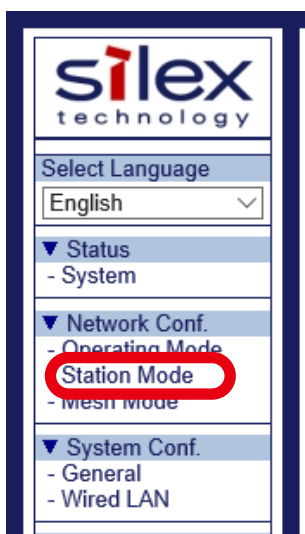 silex
technology
Select Language
English
▼ Status
- System
▼ Network Conf.
- Operating Mode
Station Mode
- Mesh Mode
▼ System Conf.
- General
- Wired LAN